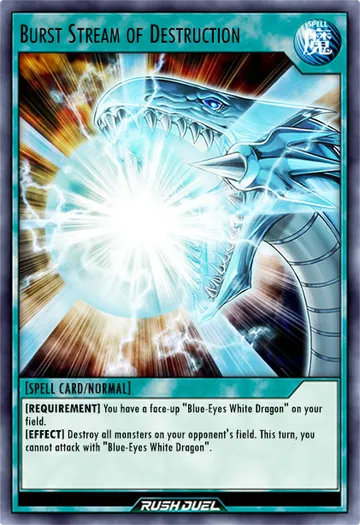 BURST STREAM OF DESTRUCTION
SPELL
魔
[SPELL CARD/NORMAL]
[REQUIREMENT] You have a face-up "Blue-Eyes White Dragon" on your
field.
[EFFECT] Destroy all monsters on your opponent's field. This turn, you
cannot attack with "Blue-Eyes White Dragon".
RUSH DUEL